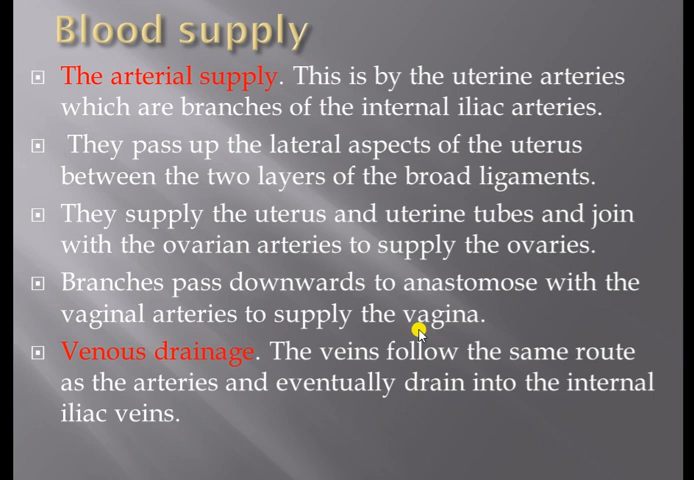 Blood supply
The arterial supply. This is by the uterine arteries
which are branches of the internal iliac arteries.
They pass up the lateral aspects of the uterus
between the two layers of the broad ligaments.
They supply the uterus and uterine tubes and join
with the ovarian arteries to supply the ovaries.
Branches pass downwards to anastomose with the
vaginal arteries to supply the vagina.
Venous drainage. The veins follow the same route
as the arteries and eventually drain into the internal
iliac veins.